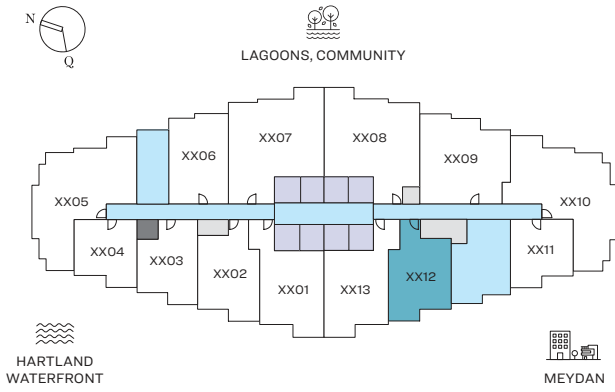 N
Q
LAGOONS, COMMUNITY
XX07
XX08
XX06
XX09
XX05
XX10
XX04
XX03
XX02
XX01
XX13
XX12
XX11
HARTLAND
WATERFRONT
MEYDAN